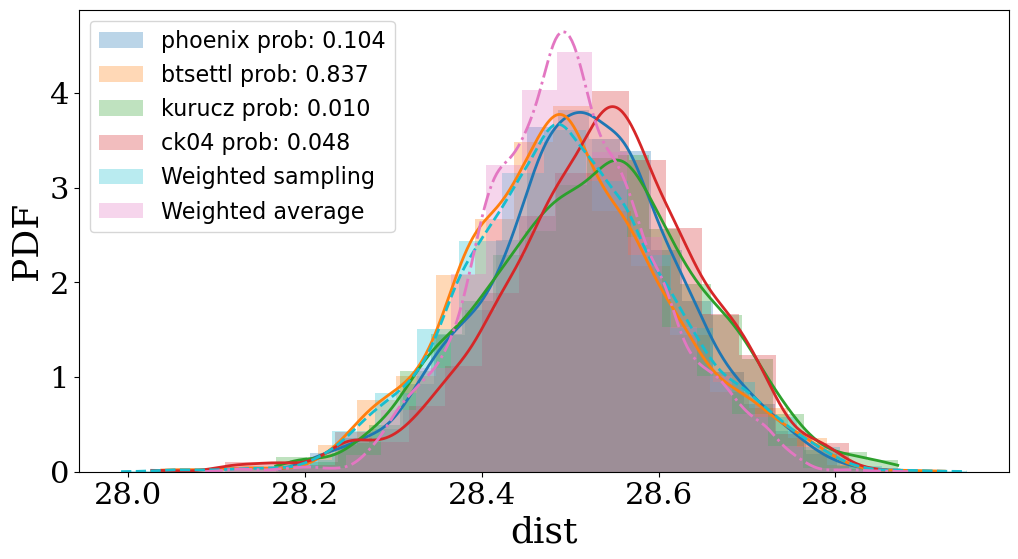 phoenix prob: 0.104
btsettl prob: 0.837
kurucz prob: 0.010
ck04 prob: 0.048
Weighted sampling
Weighted average
PDF
4
3
2
1
0
28.0 28.2 28.4 28.6 28.8
dist